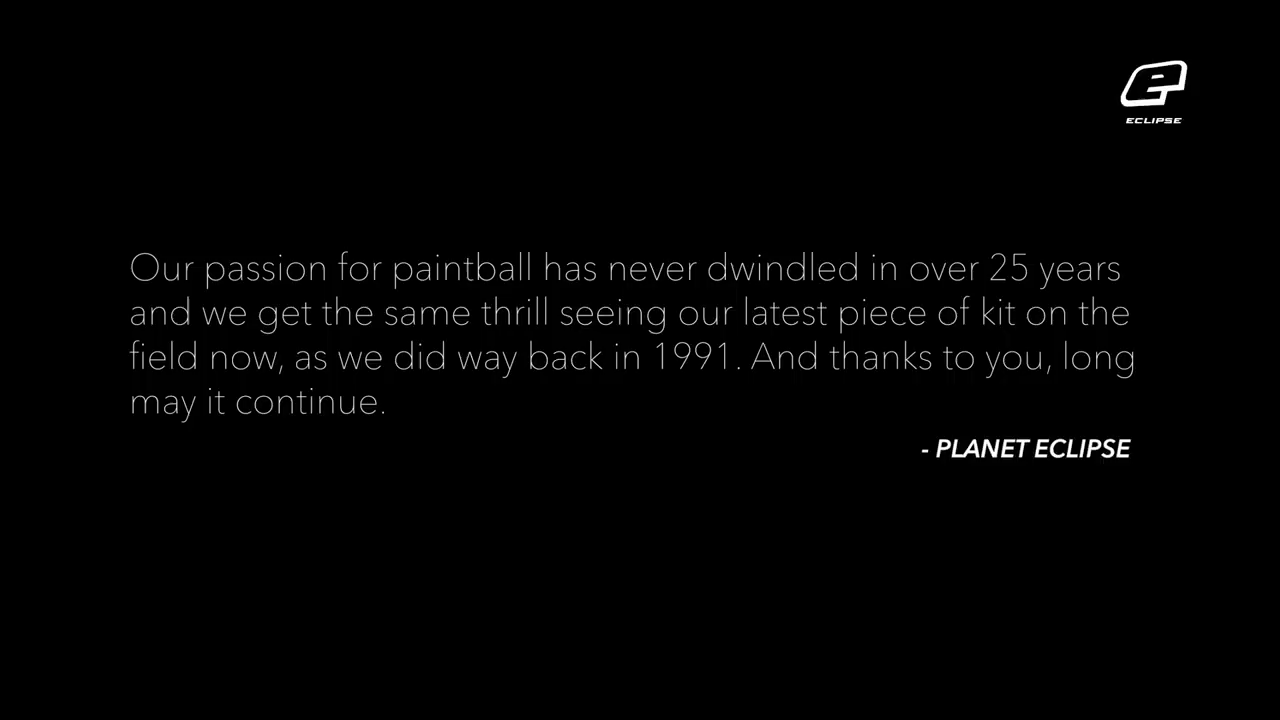 ECLIPSE
Our passion for paintball has never dwindled in over 25 years
and we get the same thrill seeing our latest piece of kit on the
field now, as we did way back in 1991. And thanks to you, long
may it continue.
- PLANET ECLIPSE